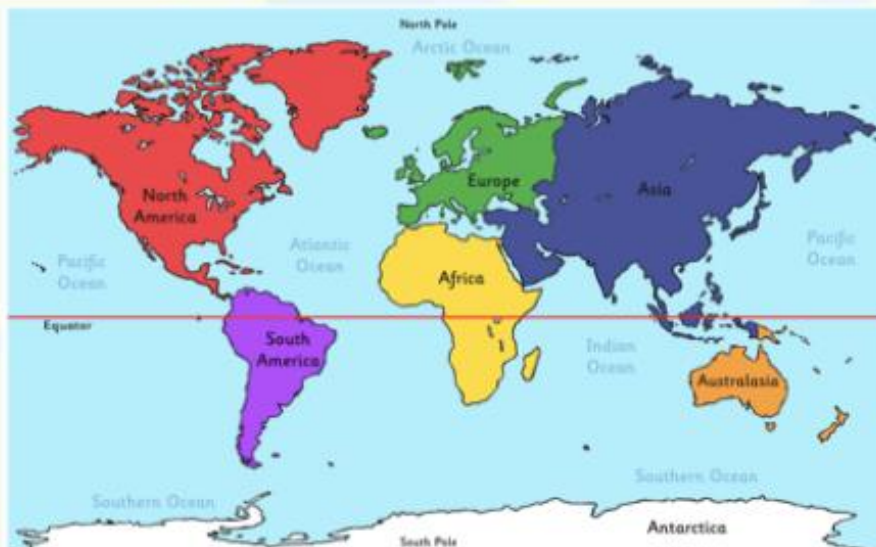 North Pole
Arctic Ocean
North
America
Europe
Asia
Pacific
Ocean
Atlantic
Ocean
Africa
Pacific
Ocean
Equator
South
America
Indian
Ocean
Australasia
Southern Ocean
Southern Ocean
South Pole
Antarctica